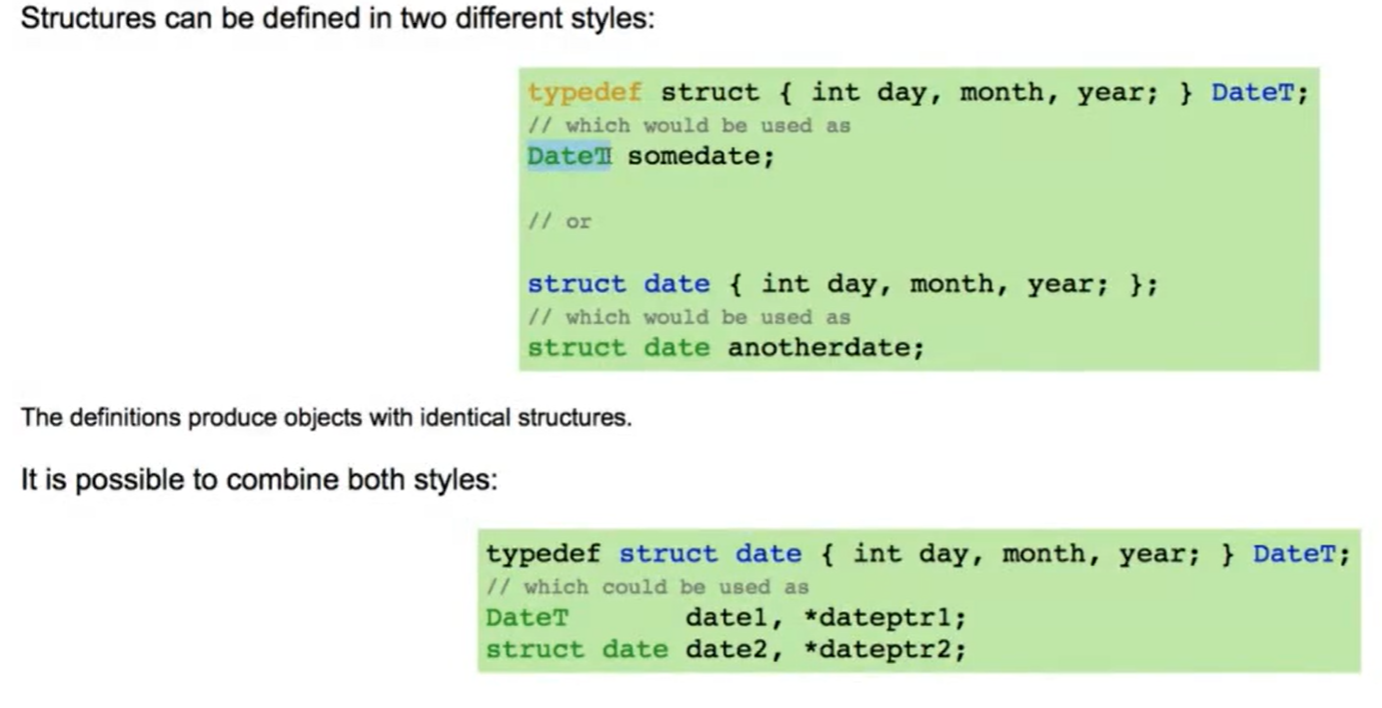 Structures can be defined in two different styles:
typedef struct { int day, month, year; } DateT;
// which would be used as
DateT somedate;
// or
struct date { int day, month, year; };
// which would be used as
struct date anotherdate;
The definitions produce objects with identical structures.
It is possible to combine both styles:
typedef struct date { int day, month, year; } DateT;
// which could be used as
DateT date1, *dateptr1;
struct date date2, *dateptr2;